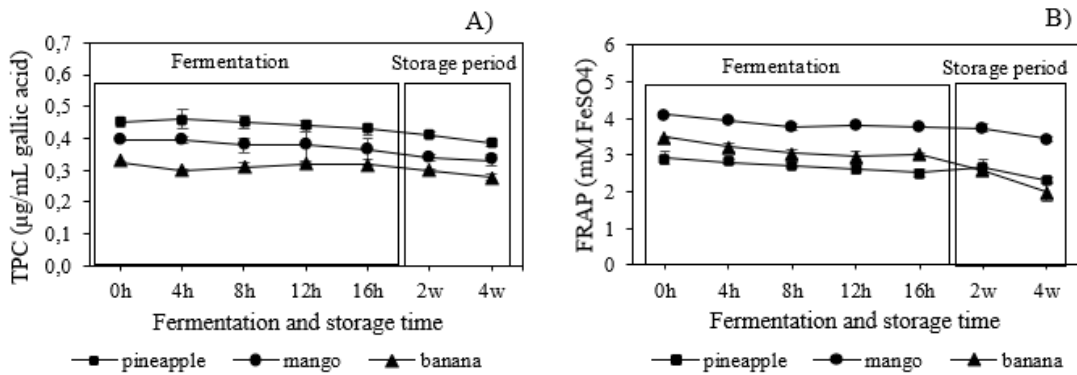 A)
TPC (µg/mL gallic acid)
0,7
0,6
0,5
0,4
0,3
0,2
0,1
0,0
Fermentation
Storage period
0h 4h 8h 12h 16h 2w 4w
Fermentation and storage time
pineapple mango banana
B)
FRAP (mM FeSO4)
6
5
4
3
2
1
0
Fermentation
Storage period
0h 4h 8h 12h 16h 2w 4w
Fermentation and storage time
pineapple mango banana